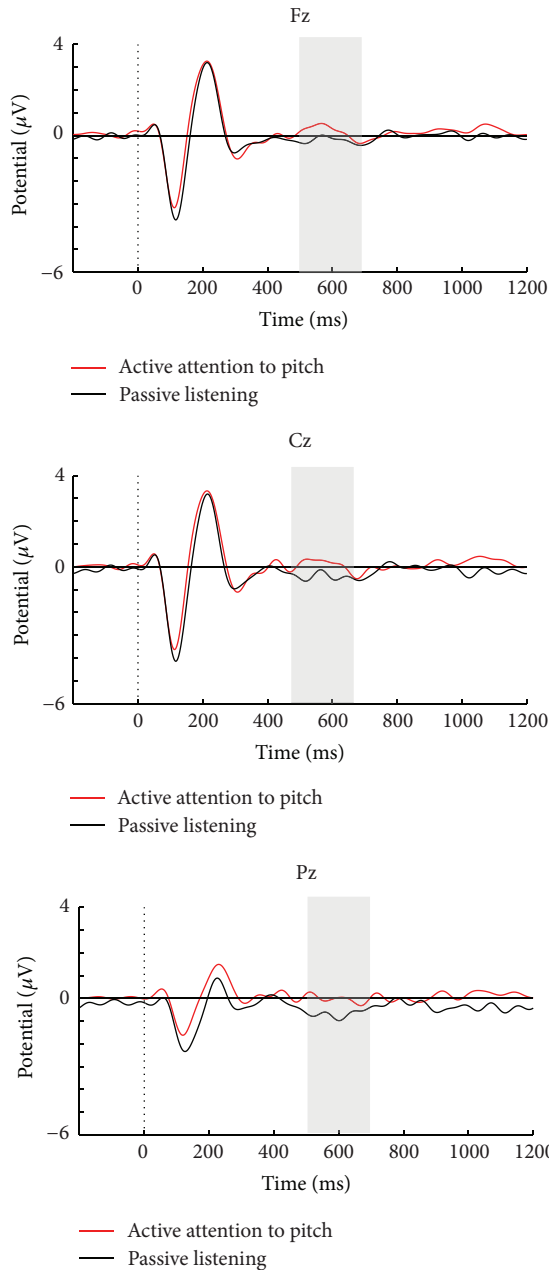 Fz
4
0
−6
Potential (μV)
0 200 400 600 800 1000 1200
Time (ms)
Active attention to pitch
Passive listening
Cz
4
0
−6
Potential (μV)
0 200 400 600 800 1000 1200
Time (ms)
Active attention to pitch
Passive listening
Pz
4
0
−6
Potential (μV)
0 200 400 600 800 1000 1200
Time (ms)
Active attention to pitch
Passive listening